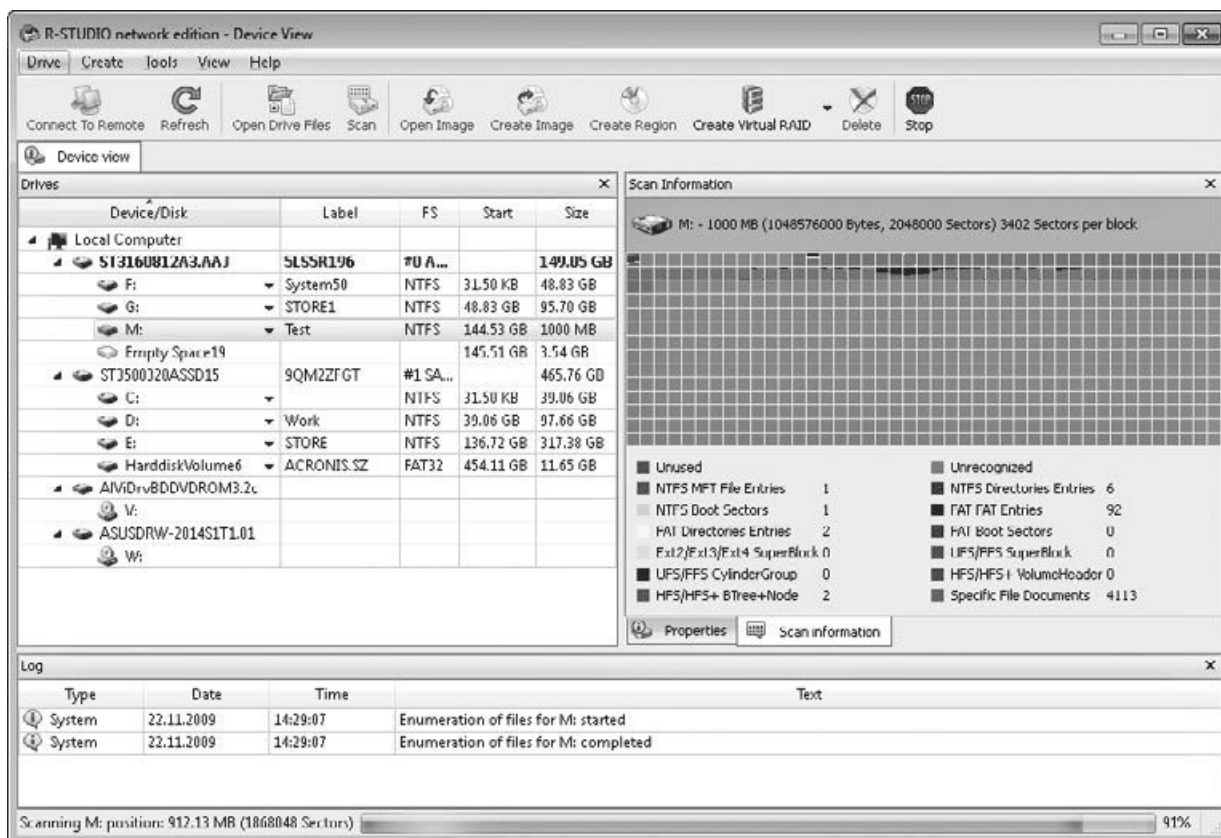 R-STUDIO network edition - Device View
Drive Create Tools View Help
Connect To Remote Refresh Open Drive Files Scan Open Image Create Image Create Region Create Virtual RAID Delete Stop
STOP
Device view
Drives
Device/Disk Label FS Start Size
Local Computer
ST3160812A3.AAJ 5LS5R196 #0 A... 149.05 GB
F: System50 NTFS 31.50 KB 48.83 GB
G: STORE1 NTFS 48.83 GB 95.70 GB
M: Test NTFS 144.53 GB 1000 MB
Empty Space19 145.51 GB 3.54 GB
ST3500320ASSD15 9QM2ZFGT #1 SA... 465.76 GB
C: NTFS 31.50 KB 39.06 GB
D: Work NTFS 39.06 GB 97.66 GB
E: STORE NTFS 136.72 GB 317.38 GB
HarddiskVolume6 ACRONIS.SZ FAT32 454.11 GB 11.65 GB
AlViDrvBDDVDROM3.2c
V:
ASUSDRW-2014S1T1.01
W:
Scan Information
M: - 1000 MB (1048576000 Bytes, 2048000 Sectors) 3402 Sectors per block
Unused Unrecognized
NTFS MFT File Entries 1 NTFS Directories Entries 6
NTFS Boot Sectors 1 FAT FAT Entries 92
FAT Directories Entries 2 FAT Boot Sectors 0
Ext2/Ext3/Ext4 SuperBlock 0 UFS/FFS SuperBlock 0
UFS/FFS CylinderGroup 0 HFS/HFS+ VolumeHeader 0
HFS/HFS+ BTree+Node 2 Specific File Documents 4113
Properties Scan information
Log
Type Date Time Text
System 22.11.2009 14:29:07 Enumeration of files for M: started
System 22.11.2009 14:29:07 Enumeration of files for M: completed
Scanning M: position: 912.13 MB (1868048 Sectors) 91%